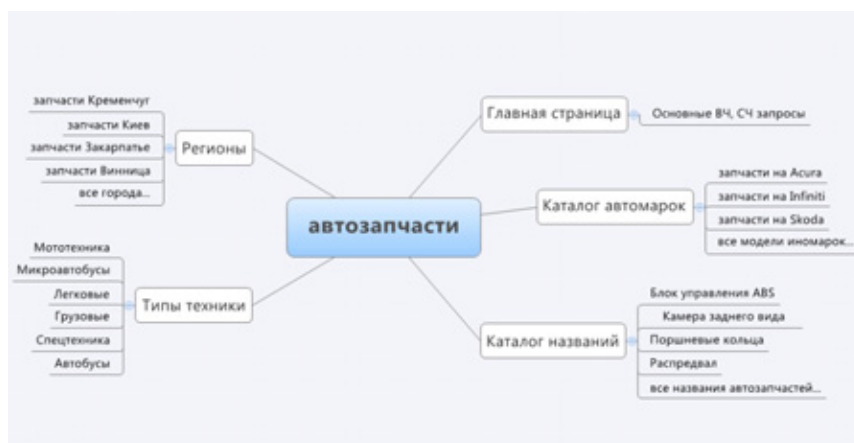 автозапчасти
Главная страница
Основные ВЧ, СЧ запросы
Каталог автомарок
запчасти на Acura
запчасти на Infiniti
запчасти на Skoda
все модели иномарок...
Каталог названий
Блок управления ABS
Камера заднего вида
Поршневые кольца
Распредвал
все названия автозапчастей...
Регионы
запчасти Кременчуг
запчасти Киев
запчасти Закарпатье
запчасти Винница
все города...
Типы техники
Мототехника
Микроавтобусы
Легковые
Грузовые
Спецтехника
Автобусы